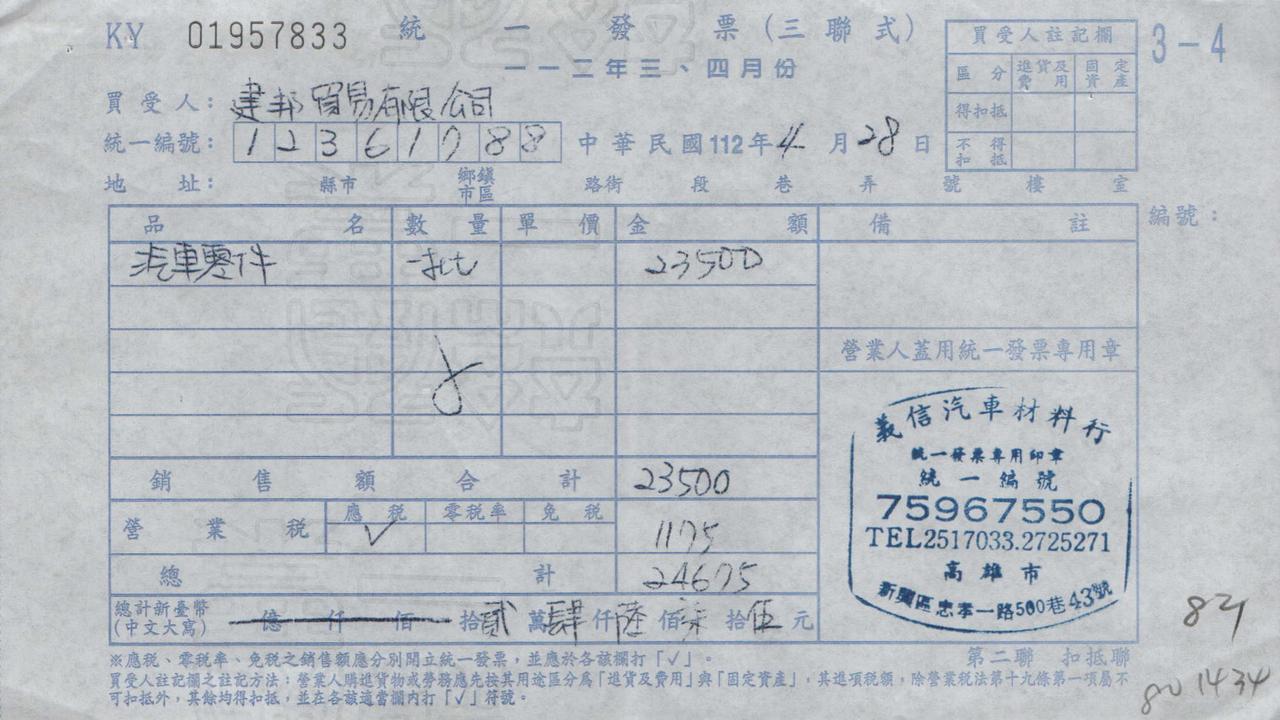 KY 01957833 統一發票(三聯式)
一一二年三、四月份
3-4
買受人註記欄
區分 進貨及費用 固定資產
得扣抵
不得扣抵
買受人: 建邦貿易有限公司
統一編號: 12361788 中華民國112年4月28日
地址: 縣市 鄉鎮市區 路街 段 巷 弄 號 樓 室
編號:
品名 數量 單價 金額 備註
汽車零件 一批 23500
營業人蓋用統一發票專用章
義信汽車材料行
統一發票專用印章
統一編號
75967550
TEL2517033.2725271
高雄市
新興區忠孝一路500巷43號
銷售額合計 23500
營業稅 應稅 零稅率 免稅
√ 1175
總計 24675
總計新臺幣(中文大寫) 億仟佰拾貳萬肆仟陸佰柒拾伍元
第二聯 扣抵聯
※應稅、零稅率、免稅之銷售額應分別開立統一發票,並應於各該欄打「√」。
買受人註記欄之註記方法:營業人購進貨物或勞務應先按其用途區分為「進貨及費用」與「固定資產」,其進項稅額,除營業稅法第十九條第一項屬不
可扣抵外,其餘均得扣抵,並在各該適當欄內打「√」符號。
1434